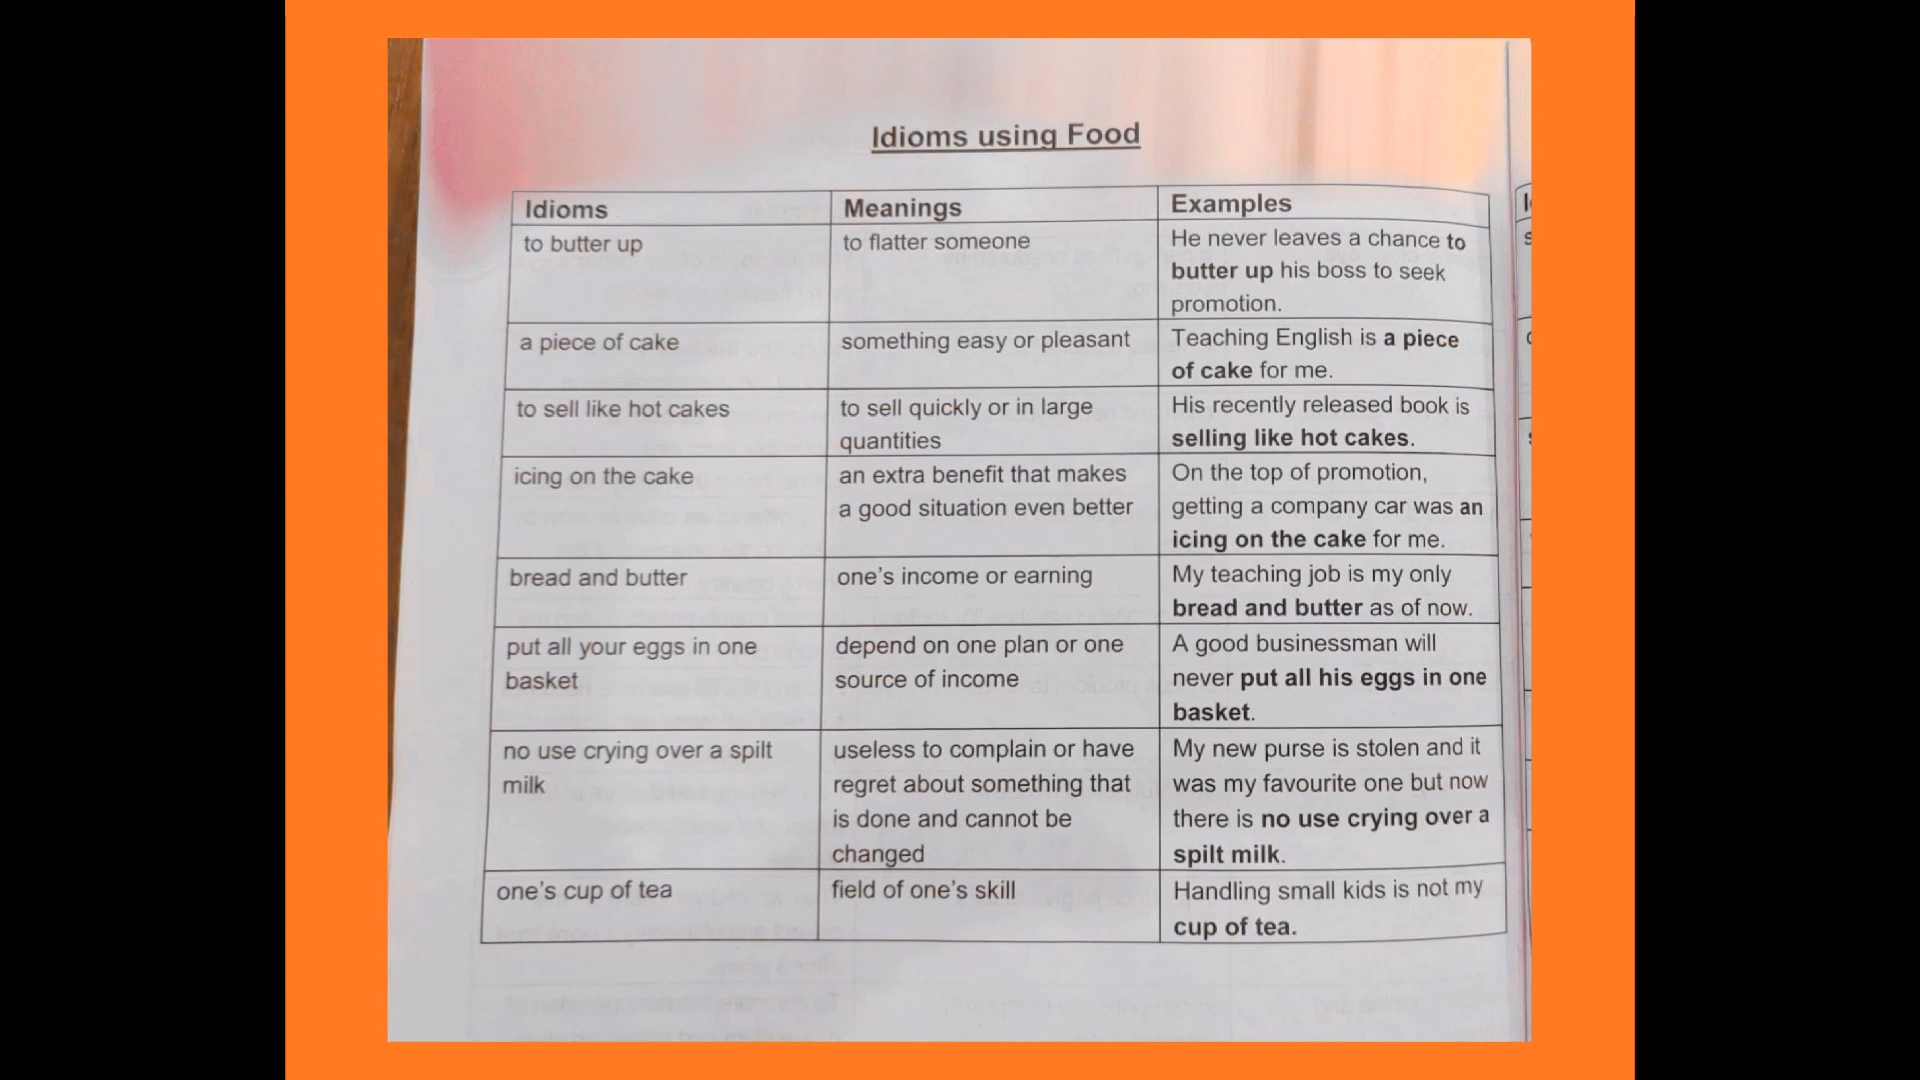 Idioms using Food
Idioms
Meanings
Examples
to butter up
to flatter someone
He never leaves a chance to
butter up his boss to seek
promotion.
a piece of cake
something easy or pleasant
Teaching English is a piece
of cake for me.
to sell like hot cakes
to sell quickly or in large
quantities
His recently released book is
selling like hot cakes.
icing on the cake
an extra benefit that makes
a good situation even better
On the top of promotion,
getting a company car was an
icing on the cake for me.
bread and butter
one’s income or earning
My teaching job is my only
bread and butter as of now.
put all your eggs in one
basket
depend on one plan or one
source of income
A good businessman will
never put all his eggs in one
basket.
no use crying over a spilt
milk
useless to complain or have
regret about something that
is done and cannot be
changed
My new purse is stolen and it
was my favourite one but now
there is no use crying over a
spilt milk.
one’s cup of tea
field of one’s skill
Handling small kids is not my
cup of tea.